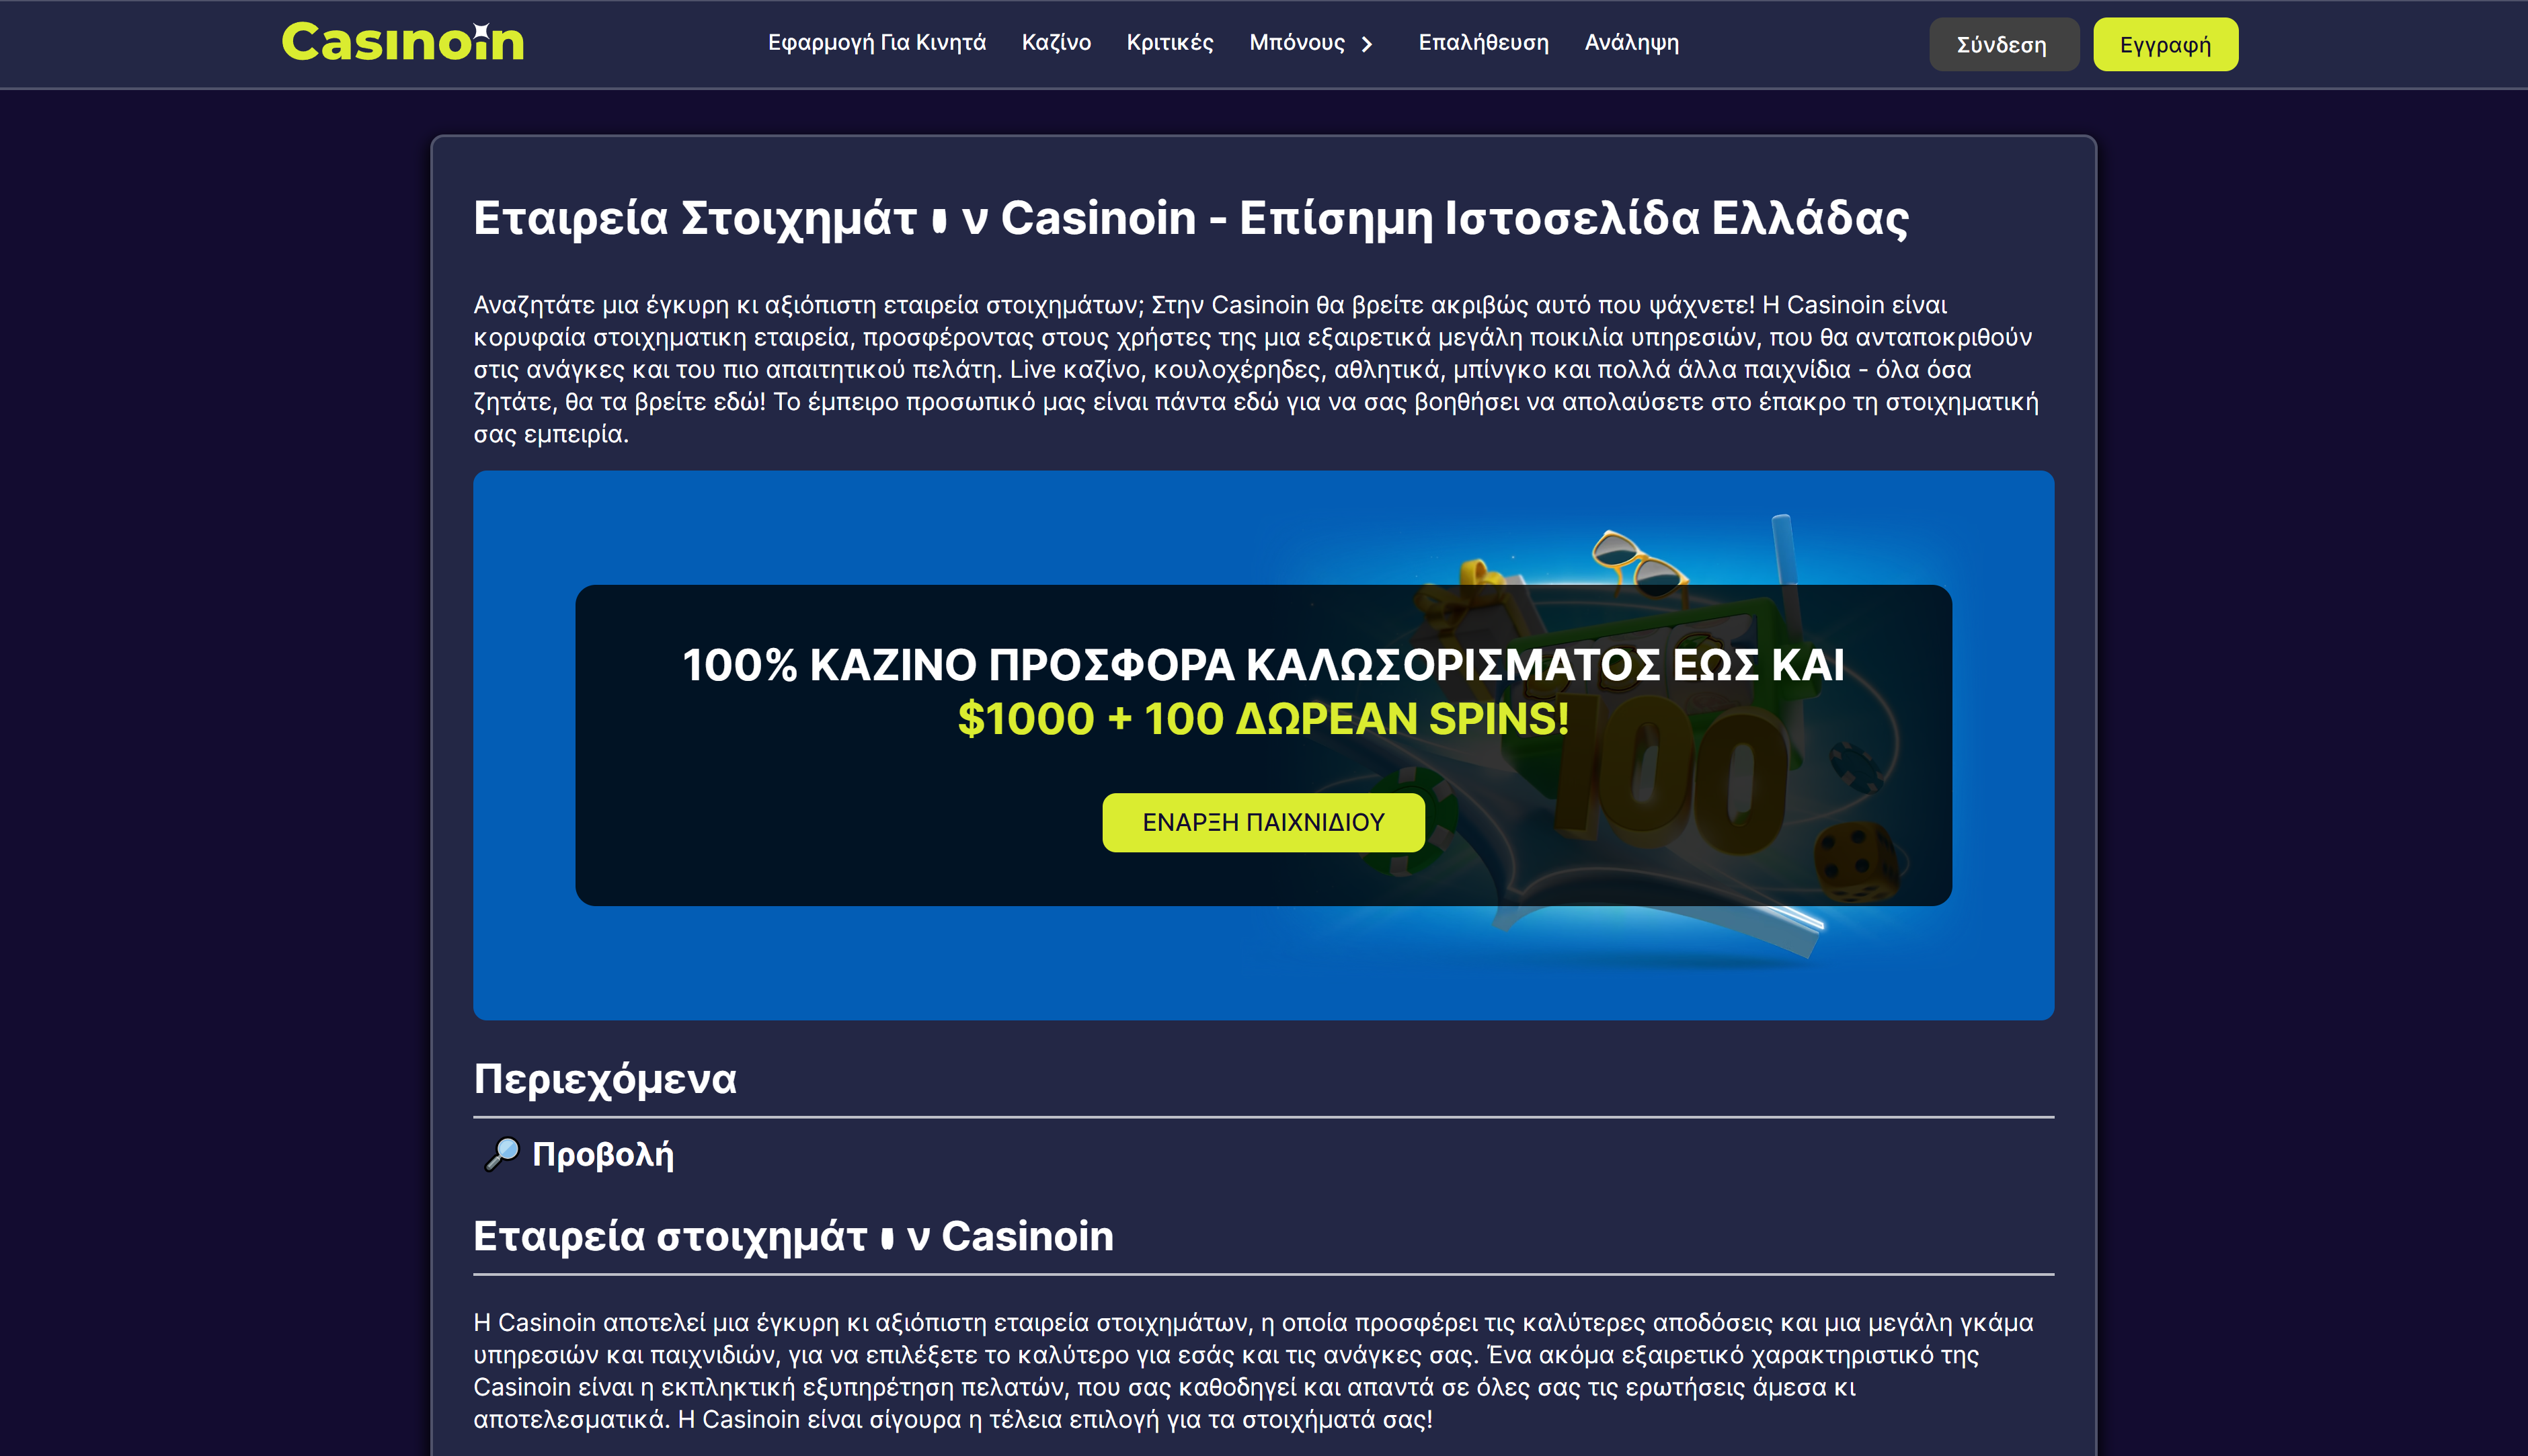 Casinoin
Εφαρμογή Για Κινητά Καζίνο Κριτικές Μπόνους Επαλήθευση Ανάληψη
Σύνδεση Εγγραφή
Εταιρεία Στοιχημάτ ν Casinoin - Επίσημη Ιστοσελίδα Ελλάδας
Αναζητάτε μια έγκυρη κι αξιόπιστη εταιρεία στοιχημάτων; Στην Casinoin θα βρείτε ακριβώς αυτό που ψάχνετε! Η Casinoin είναι
κορυφαία στοιχηματικη εταιρεία, προσφέροντας στους χρήστες της μια εξαιρετικά μεγάλη ποικιλία υπηρεσιών, που θα ανταποκριθούν
στις ανάγκες και του πιο απαιτητικού πελάτη. Live καζίνο, κουλοχέρηδες, αθλητικά, μπίνγκο και πολλά άλλα παιχνίδια - όλα όσα
ζητάτε, θα τα βρείτε εδώ! Το έμπειρο προσωπικό μας είναι πάντα εδώ για να σας βοηθήσει να απολαύσετε στο έπακρο τη στοιχηματική
σας εμπειρία.
100% ΚΑΖΙΝΟ ΠΡΟΣΦΟΡΑ ΚΑΛΩΣΟΡΙΣΜΑΤΟΣ ΕΩΣ ΚΑΙ
$1000 + 100 ΔΩΡΕΑΝ SPINS!
100
ΕΝΑΡΞΗ ΠΑΙΧΝΙΔΙΟΥ
Περιεχόμενα
Προβολή
Εταιρεία στοιχημάτ ν Casinoin
Η Casinoin αποτελεί μια έγκυρη κι αξιόπιστη εταιρεία στοιχημάτων, η οποία προσφέρει τις καλύτερες αποδόσεις και μια μεγάλη γκάμα
υπηρεσιών και παιχνιδιών, για να επιλέξετε το καλύτερο για εσάς και τις ανάγκες σας. Ένα ακόμα εξαιρετικό χαρακτηριστικό της
Casinoin είναι η εκπληκτική εξυπηρέτηση πελατών, που σας καθοδηγεί και απαντά σε όλες σας τις ερωτήσεις άμεσα κι
αποτελεσματικά. Η Casinoin είναι σίγουρα η τέλεια επιλογή για τα στοιχήματά σας!